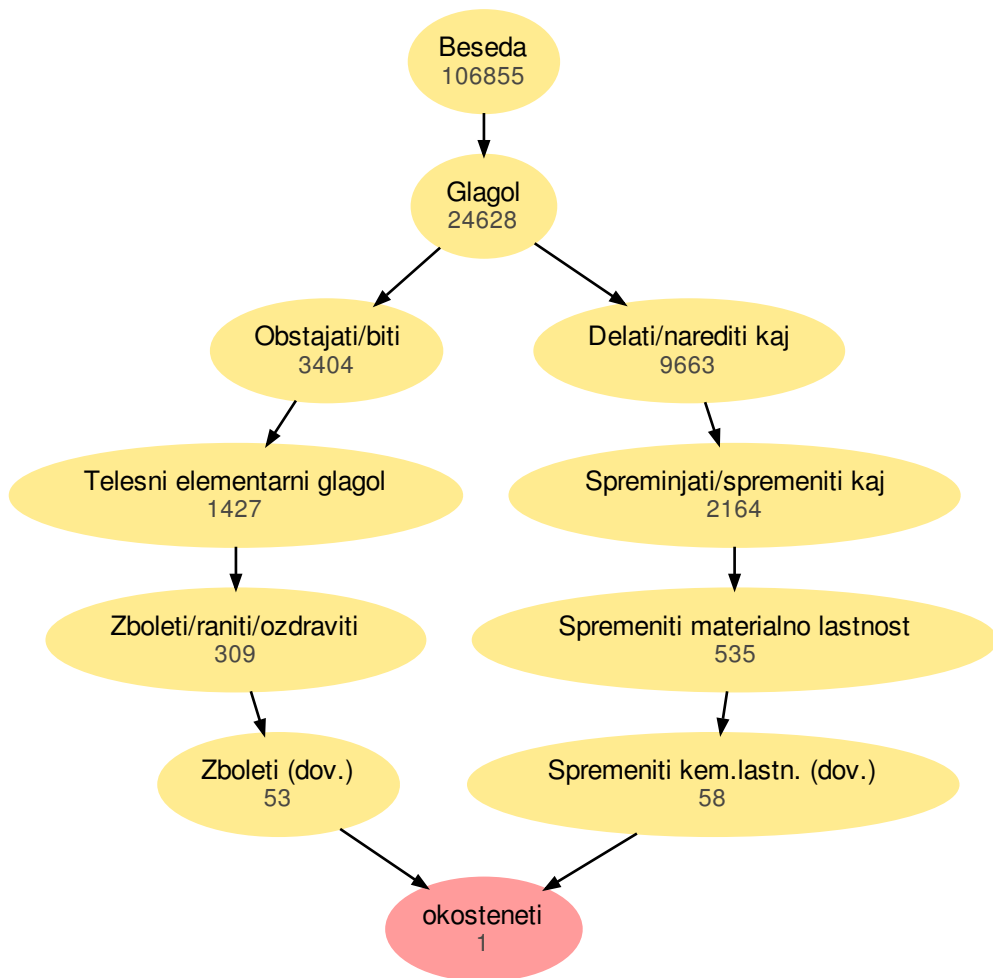 Beseda
106855
Glagol
24628
Obstajati/biti
3404
Delati/narediti kaj
9663
Telesni elementarni glagol
1427
Spreminjati/spremeniti kaj
2164
Zboleti/raniti/ozdraviti
309
Spremeniti materialno lastnost
535
Zboleti (dov.)
53
Spremeniti kem.lastn. (dov.)
58
okosteneti
1